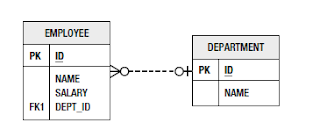 EMPLOYEE
PK ID
NAME
SALARY
FK1 DEPT_ID
DEPARTMENT
PK ID
NAME